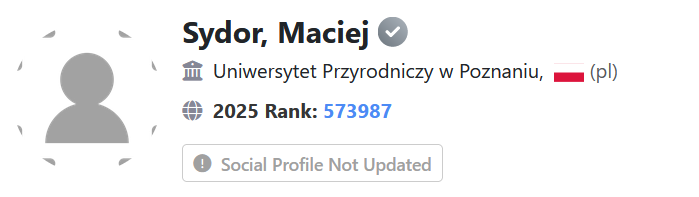 Sydor, Maciej
Uniwersytet Przyrodniczy w Poznaniu, (pl)
2025 Rank: 573987
Social Profile Not Updated